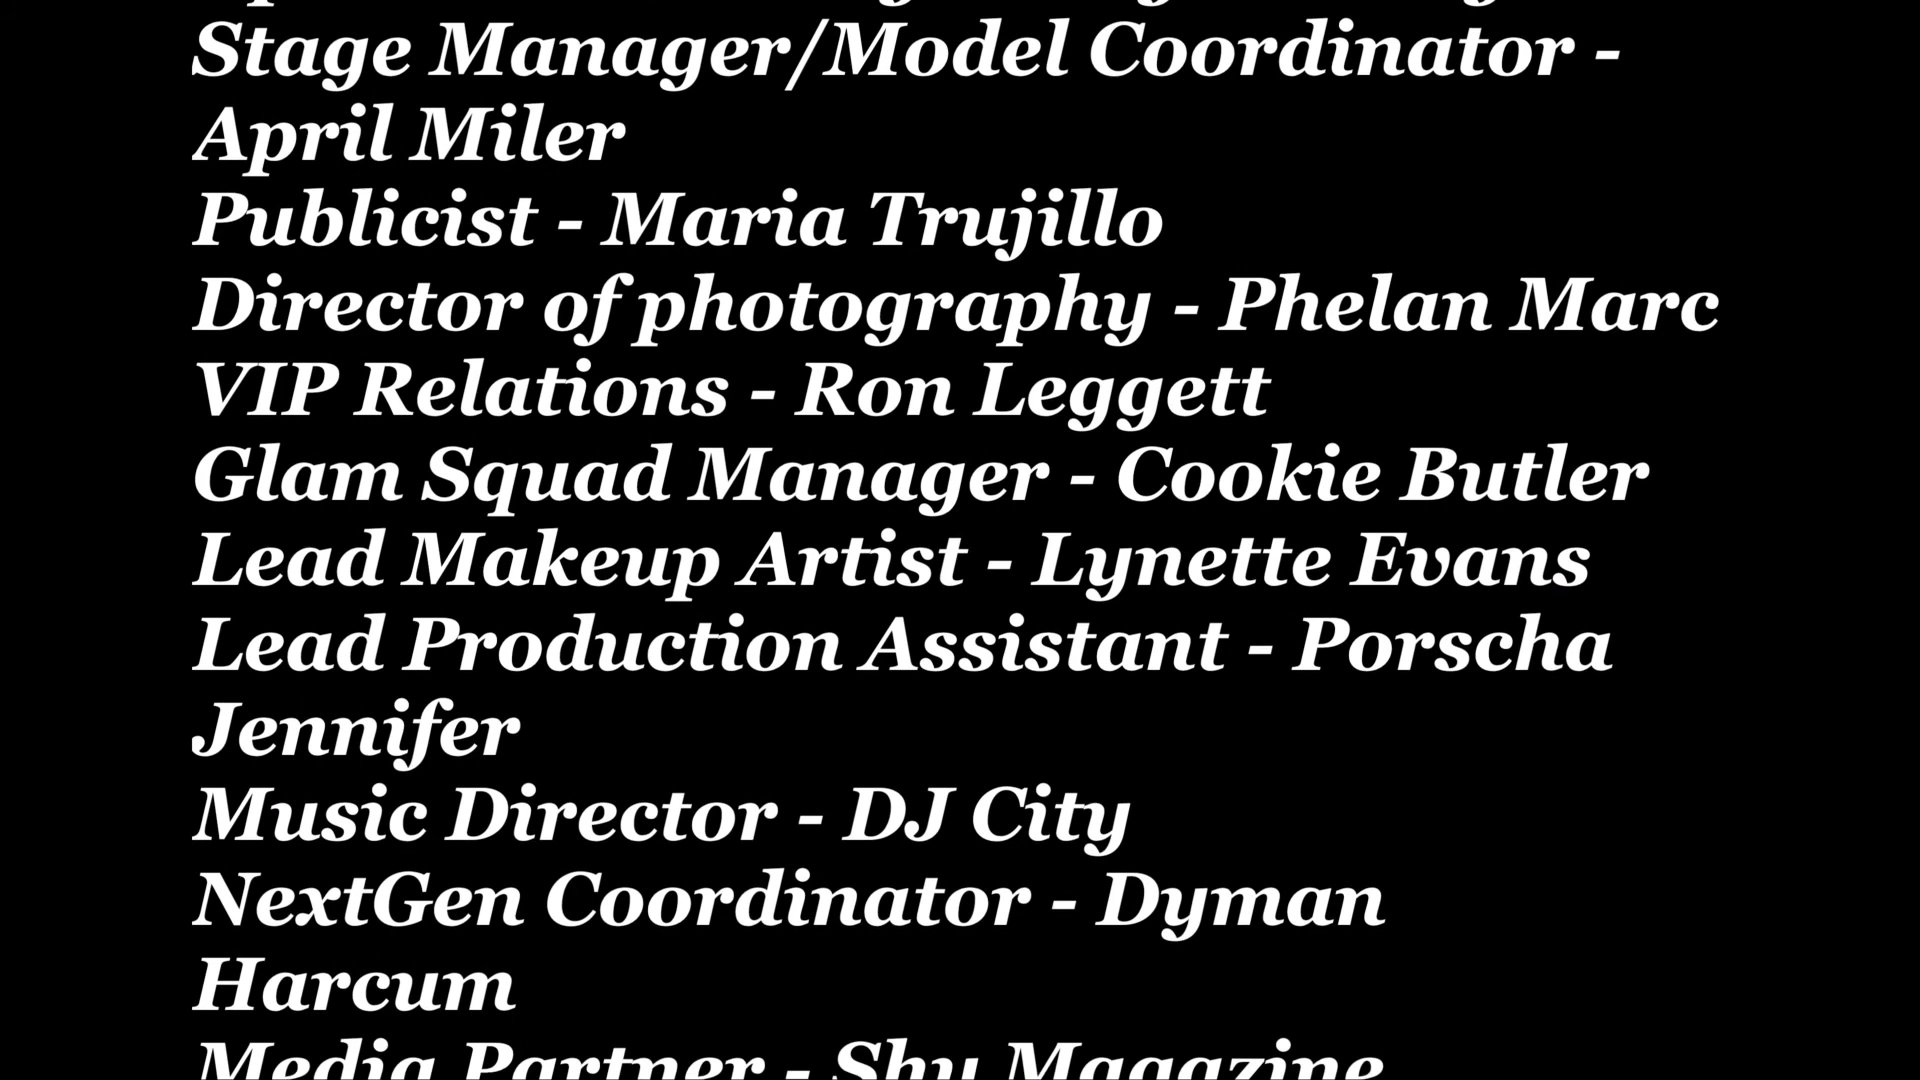 Stage Manager/Model Coordinator -
April Miler
Publicist - Maria Trujillo
Director of photography - Phelan Marc
VIP Relations - Ron Leggett
Glam Squad Manager - Cookie Butler
Lead Makeup Artist - Lynette Evans
Lead Production Assistant - Porscha
Jennifer
Music Director - DJ City
NextGen Coordinator - Dyman
Harcum
Media Partner - Shu Magazine